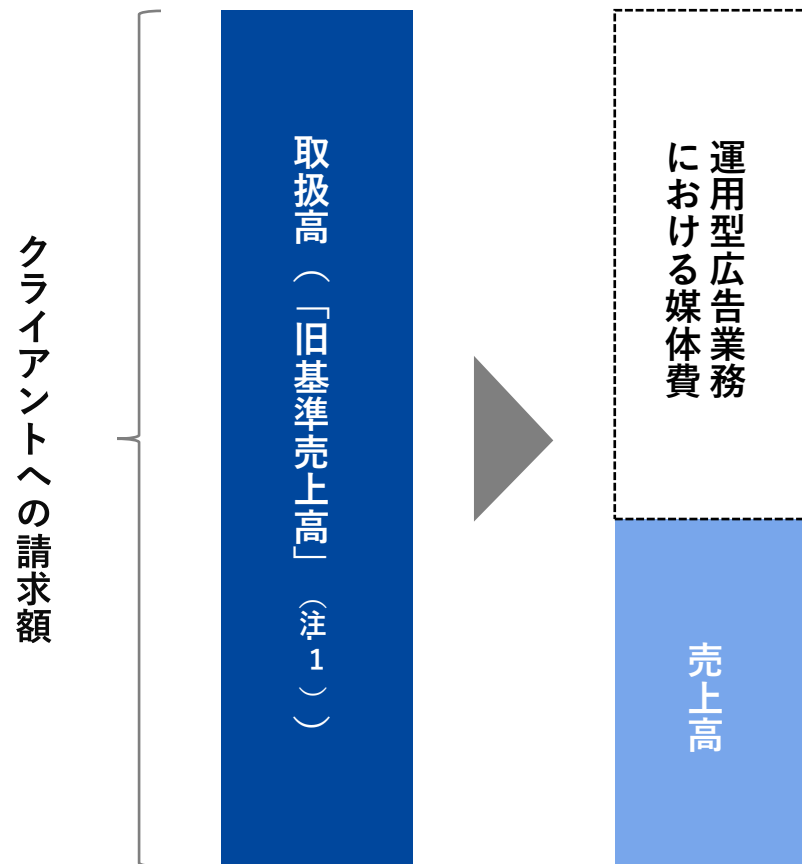 クライアントへの請求額
取扱高（「旧基準売上高」（注.1））
運用型広告業務
における媒体費
売上高